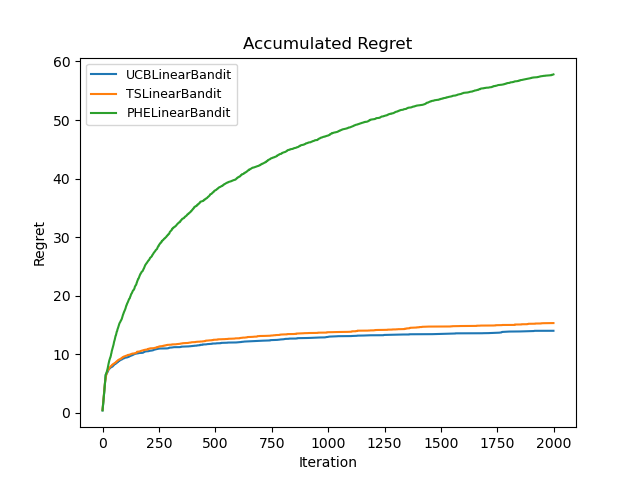 Accumulated Regret
UCBLinearBandit
TSLinearBandit
PHELinearBandit
Regret
60
50
40
30
20
10
0
0 250 500 750 1000 1250 1500 1750 2000
Iteration